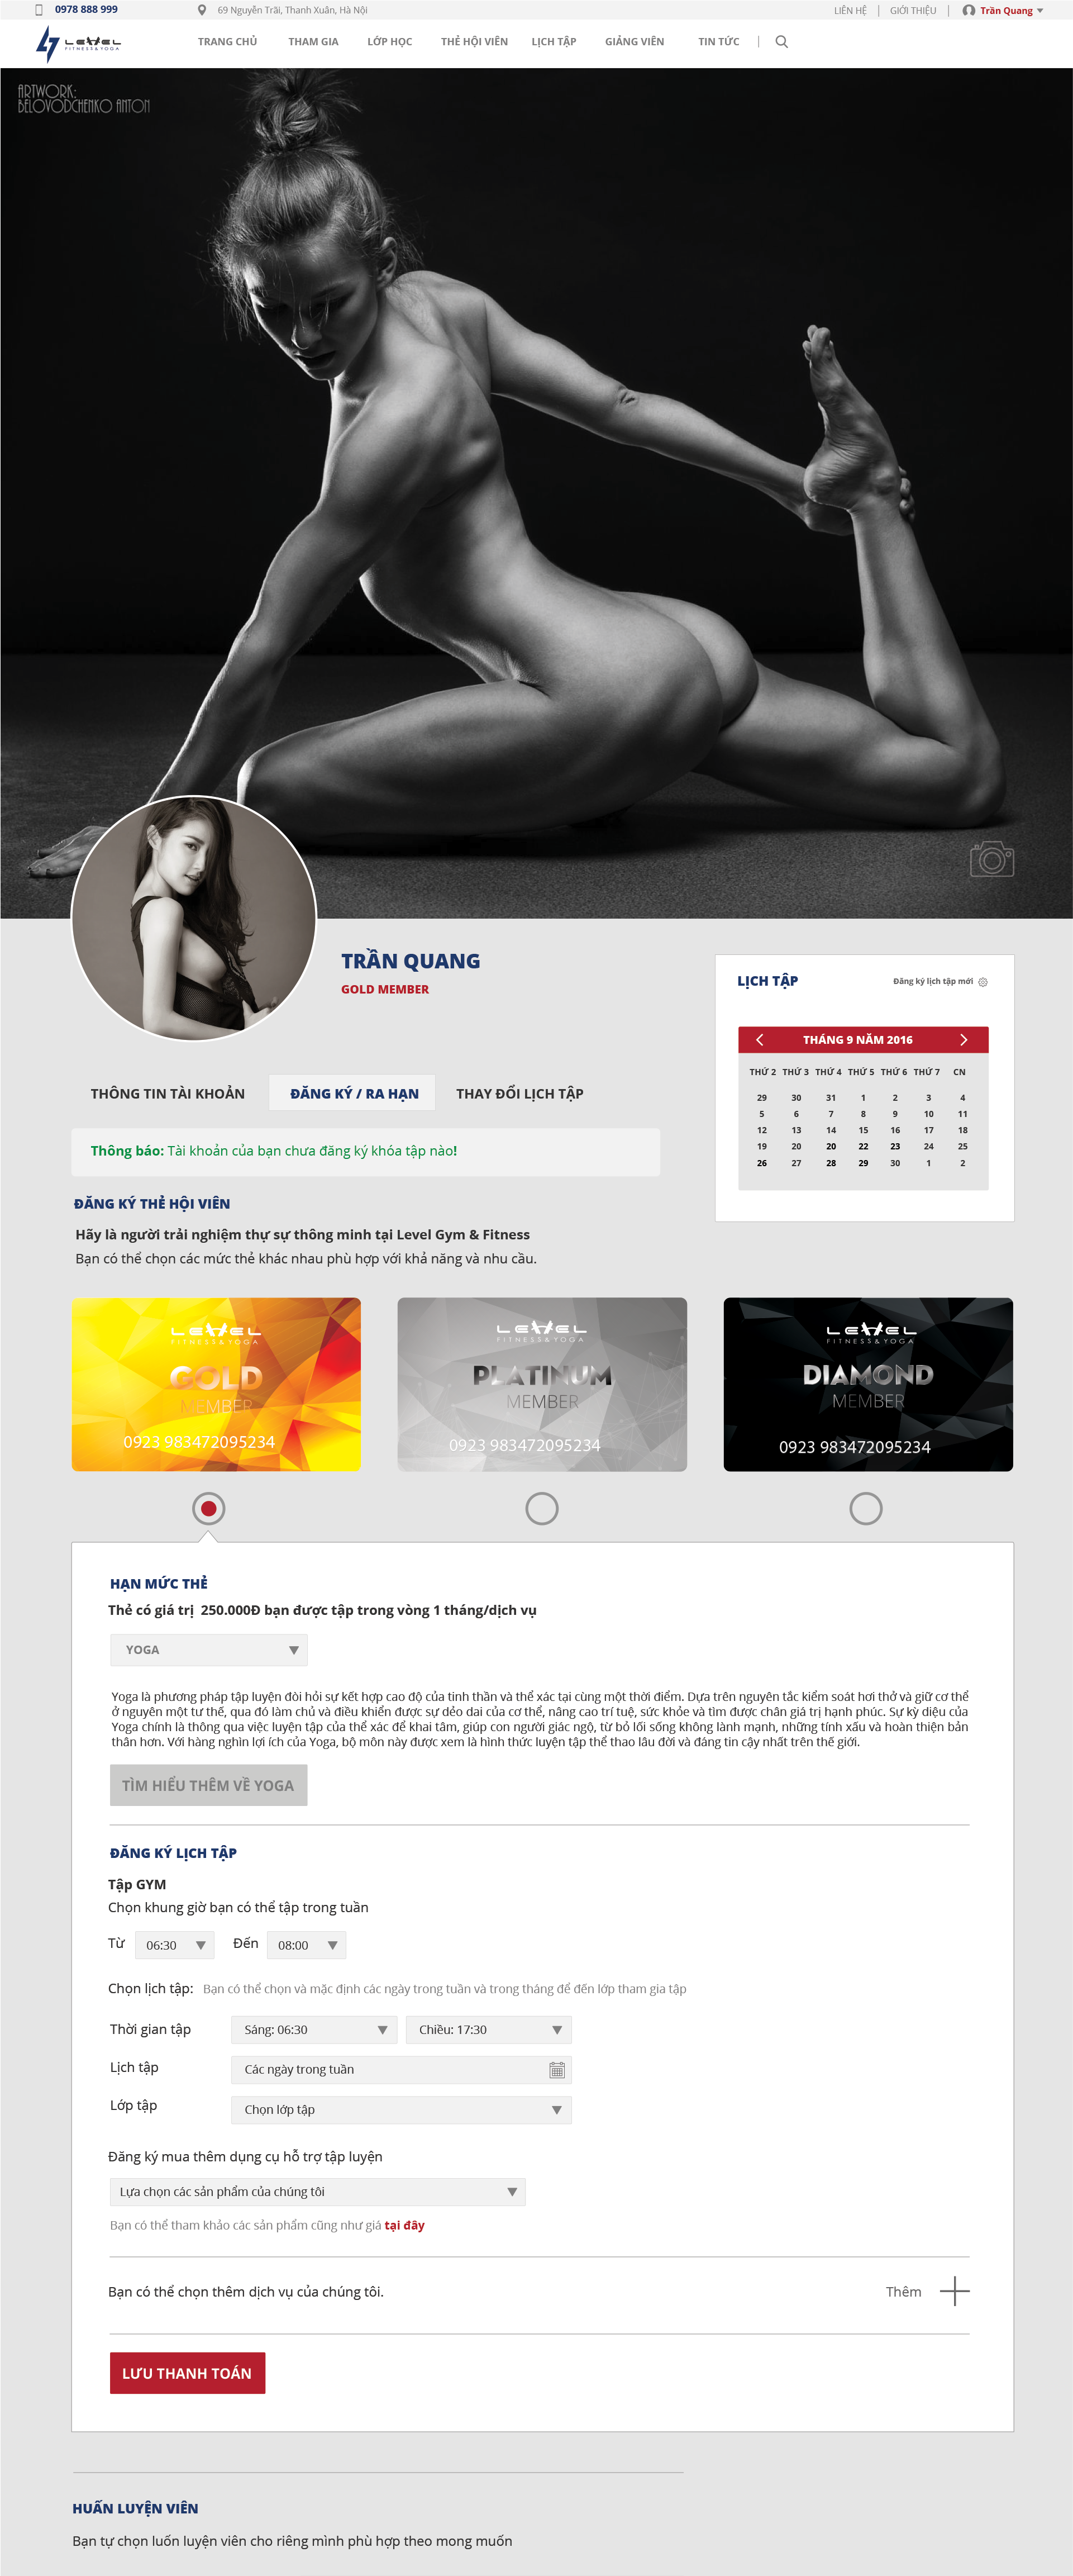 0978 888 999
69 Nguyễn Trãi, Thanh Xuân, Hà Nội
LIÊN HỆ
GIỚI THIỆU
Trần Quang
LEVEL
FITNESS & YOGA
TRANG CHỦ
THAM GIA
LỚP HỌC
THẺ HỘI VIÊN
LỊCH TẬP
GIẢNG VIÊN
TIN TỨC
ARTWORK:
BELOVODCHENKO ANTON
TRẦN QUANG
GOLD MEMBER
LỊCH TẬP
Đăng ký lịch tập mới
THÁNG 9 NĂM 2016
THỨ 2 THỨ 3 THỨ 4 THỨ 5 THỨ 6 THỨ 7 CN
29 30 31 1 2 3 4
5 6 7 8 9 10 11
12 13 14 15 16 17 18
19 20 20 22 23 24 25
26 27 28 29 30 1 2
THÔNG TIN TÀI KHOẢN
ĐĂNG KÝ / RA HẠN
THAY ĐỔI LỊCH TẬP
Thông báo: Tài khoản của bạn chưa đăng ký khóa tập nào!
ĐĂNG KÝ THẺ HỘI VIÊN
Hãy là người trải nghiệm thự sự thông minh tại Level Gym & Fitness
Bạn có thể chọn các mức thẻ khác nhau phù hợp với khả năng và nhu cầu.
LEVEL
FITNESS & YOGA
GOLD
MEMBER
0923 983472095234
LEVEL
FITNESS & YOGA
PLATINUM
MEMBER
0923 983472095234
LEVEL
FITNESS & YOGA
DIAMOND
MEMBER
0923 983472095234
HẠN MỨC THẺ
Thẻ có giá trị 250.000Đ bạn được tập trong vòng 1 tháng/dịch vụ
YOGA
Yoga là phương pháp tập luyện đòi hỏi sự kết hợp cao độ của tinh thần và thể xác tại cùng một thời điểm. Dựa trên nguyên tắc kiểm soát hơi thở và giữ cơ thể
ở nguyên một tư thế, qua đó làm chủ và điều khiển được sự dẻo dai của cơ thể, nâng cao trí tuệ, sức khỏe và tìm được chân giá trị hạnh phúc. Sự kỳ diệu của
Yoga chính là thông qua việc luyện tập của thể xác để khai tâm, giúp con người giác ngộ, từ bỏ lối sống không lành mạnh, những tính xấu và hoàn thiện bản
thân hơn. Với hàng nghìn lợi ích của Yoga, bộ môn này được xem là hình thức luyện tập thể thao lâu đời và đáng tin cậy nhất trên thế giới.
TÌM HIỂU THÊM VỀ YOGA
ĐĂNG KÝ LỊCH TẬP
Tập GYM
Chọn khung giờ bạn có thể tập trong tuần
Từ 06:30 Đến 08:00
Chọn lịch tập: Bạn có thể chọn và mặc định các ngày trong tuần và trong tháng để đến lớp tham gia tập
Thời gian tập Sáng: 06:30 Chiều: 17:30
Lịch tập Các ngày trong tuần
Lớp tập Chọn lớp tập
Đăng ký mua thêm dụng cụ hỗ trợ tập luyện
Lựa chọn các sản phẩm của chúng tôi
Bạn có thể tham khảo các sản phẩm cũng như giá tại đây
Bạn có thể chọn thêm dịch vụ của chúng tôi.
Thêm
LƯU THANH TOÁN
HUẤN LUYỆN VIÊN
Bạn tự chọn luốn luyện viên cho riêng mình phù hợp theo mong muốn